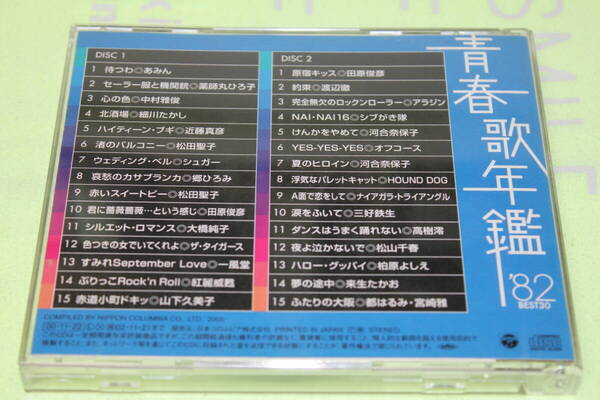 DISC 1
1 待つわ◎あみん
2 セーラー服と機関銃◎薬師丸ひろ子
3 心の色◎中村雅俊
4 北酒場◎細川たかし
5 ハイティーン・ブギ◎近藤真彦
6 渚のバルコニー◎松田聖子
7 ウェディング・ベル◎シュガー
8 哀愁のカサブランカ◎郷ひろみ
9 赤いスイートピー◎松田聖子
10 君に薔薇薔薇…という感じ◎田原俊彦
11 シルエット・ロマンス◎大橋純子
12 色つきの女でいてくれよ◎ザ・タイガース
13 すみれSeptember Love◎一風堂
14 ぶりっこRock'n Roll◎紅麗威甦
15 赤道小町ドキッ◎山下久美子
DISC 2
1 原宿キッス◎田原俊彦
2 約束◎渡辺徹
3 完全無欠のロックンローラー◎アラジン
4 NAI・NAI16◎シブがき隊
5 けんかをやめて◎河合奈保子
6 YES-YES-YES◎オフコース
7 夏のヒロイン◎河合奈保子
8 浮気なパレットキャット◎HOUND DOG
9 A面で恋をして◎ナイアガラ・トライアングル
10 涙をふいて◎三好鉄生
11 ダンスはうまく踊れない◎高樹澪
12 夜よ泣かないで◎松山千春
13 ハロー・グッバイ◎柏原よしえ
14 夢の途中◎来生たかお
15 ふたりの大阪◎都はるみ・宮崎雅
青春歌年鑑
'82
BEST30
COMPILED BY NIPPON COLUMBIA CO., LTD. 2000
PRINTED IN JAPAN